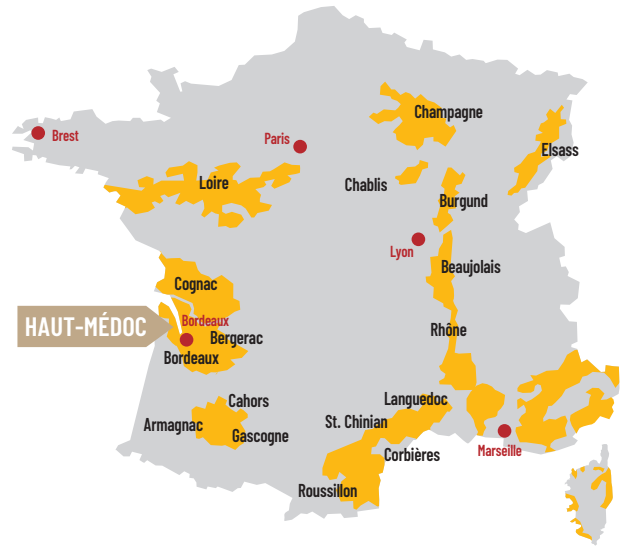 Champagne
Brest
Paris
Elsass
Loire
Chablis
Burgund
Lyon
Beaujolais
Cognac
HAUT-MÉDOC
Bordeaux
Rhône
Bergerac
Bordeaux
Languedoc
Cahors
St. Chinian
Armagnac
Gascogne
Marseille
Corbières
Roussillon